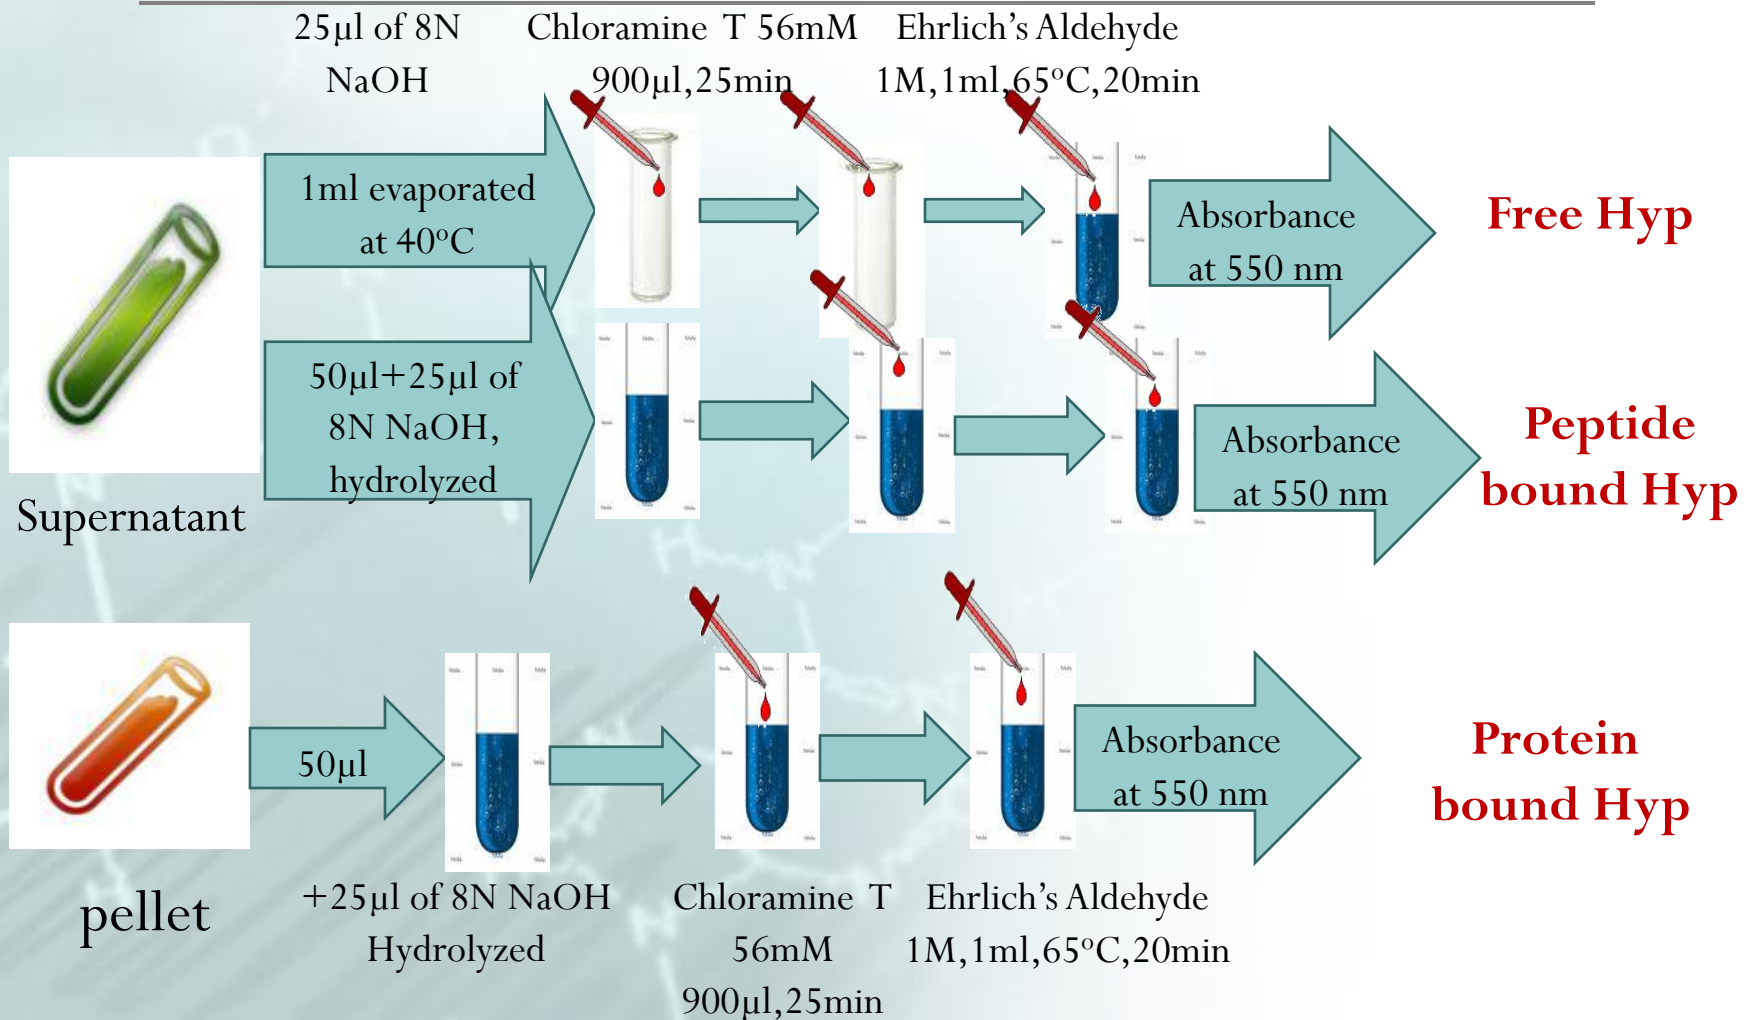 25µl of 8N
NaOH
Chloramine T 56mM
900µl,25min
Ehrlich's Aldehyde
1M,1ml,65°C,20min
1ml evaporated
at 40°C
Absorbance
at 550 nm
Free Hyp
50µl+25µl of
8N NaOH,
hydrolyzed
Absorbance
at 550 nm
Peptide
bound Hyp
Supernatant
50µl
Absorbance
at 550 nm
Protein
bound Hyp
pellet
+25µl of 8N NaOH
Hydrolyzed
Chloramine T
56mM
900µl,25min
Ehrlich's Aldehyde
1M,1ml,65°C,20min